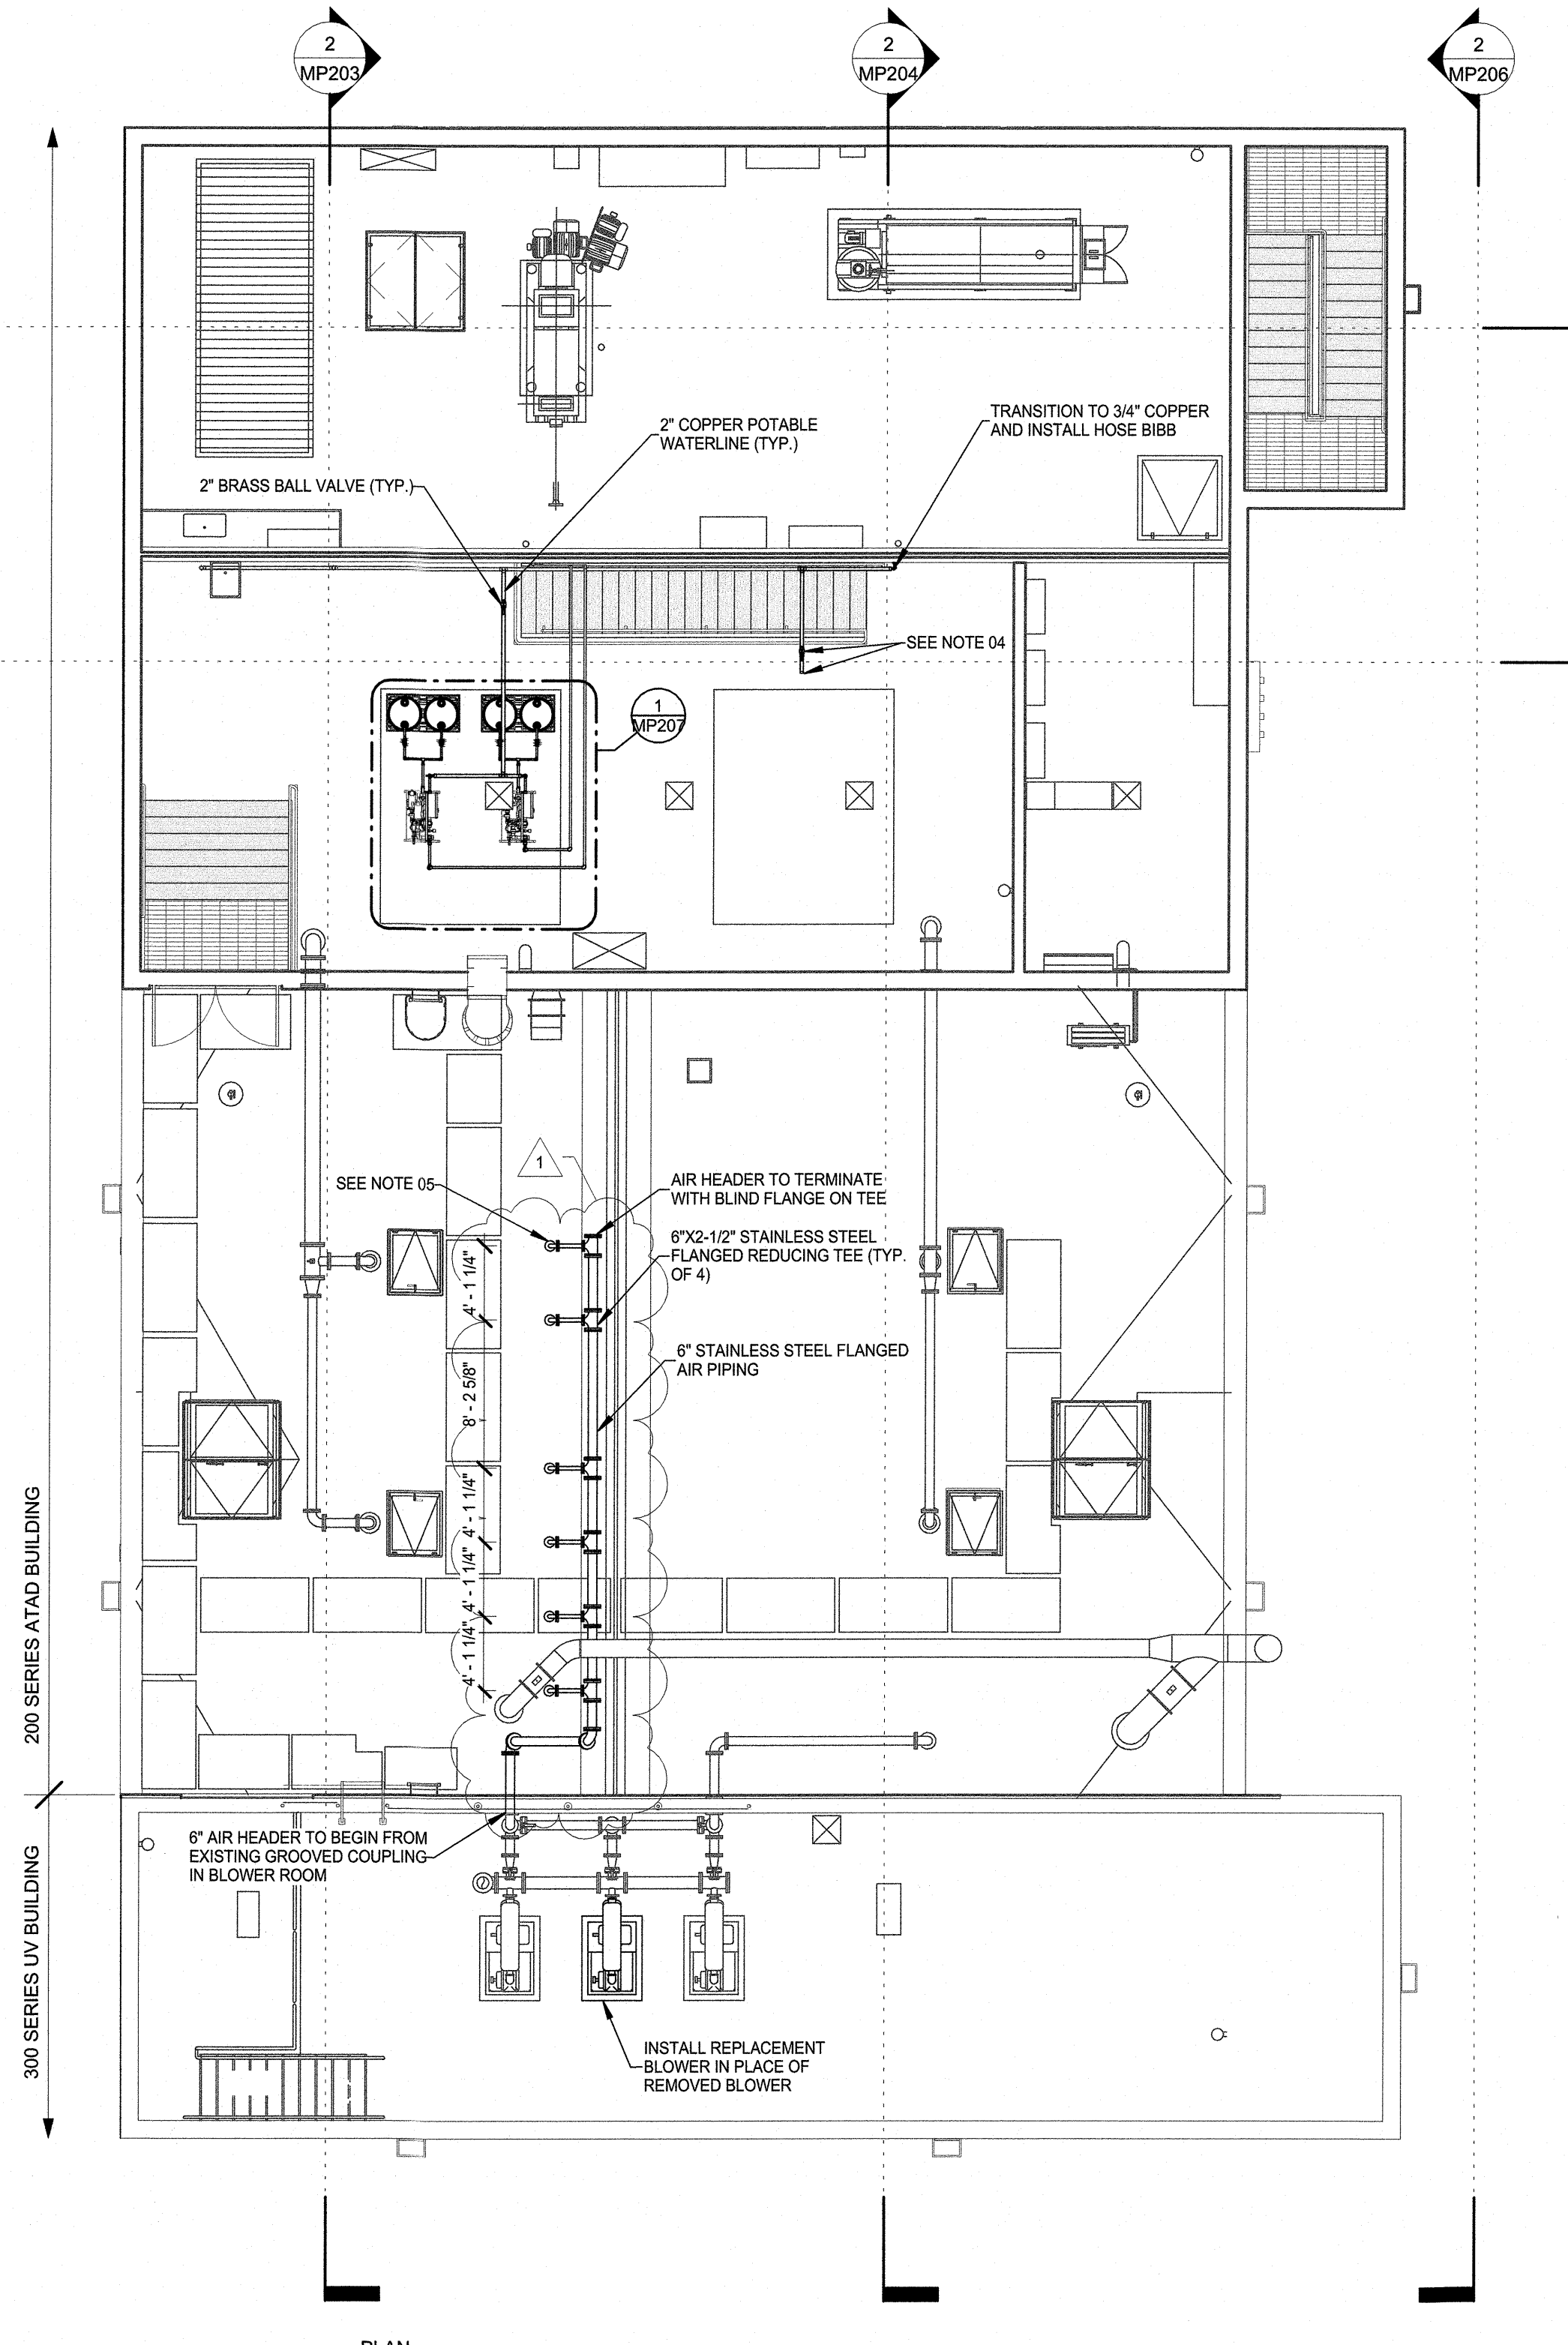 2
MP203
2
MP204
2
MP206
TRANSITION TO 3/4" COPPER
AND INSTALL HOSE BIBB
2" COPPER POTABLE
WATERLINE (TYP.)
2" BRASS BALL VALVE (TYP.)
SEE NOTE 04
1
MP207
1
SEE NOTE 05
AIR HEADER TO TERMINATE
WITH BLIND FLANGE ON TEE
6"X2-1/2" STAINLESS STEEL
FLANGED REDUCING TEE (TYP.
OF 4)
4' - 1 1/4"
6" STAINLESS STEEL FLANGED
AIR PIPING
8' - 2 5/8"
4' - 1 1/4"
4' - 1 1/4"
4' - 1 1/4"
200 SERIES ATAD BUILDING
6" AIR HEADER TO BEGIN FROM
EXISTING GROOVED COUPLING
IN BLOWER ROOM
300 SERIES UV BUILDING
INSTALL REPLACEMENT
BLOWER IN PLACE OF
REMOVED BLOWER
PLAN